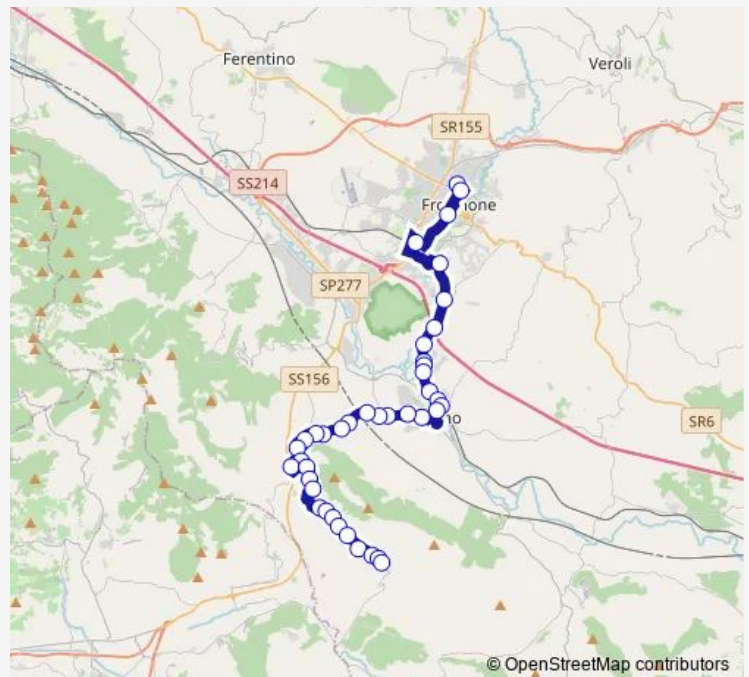 Ferentino
Veroli
SR155
SS214
SP277
SS156
SR6
© OpenStreetMap contributors